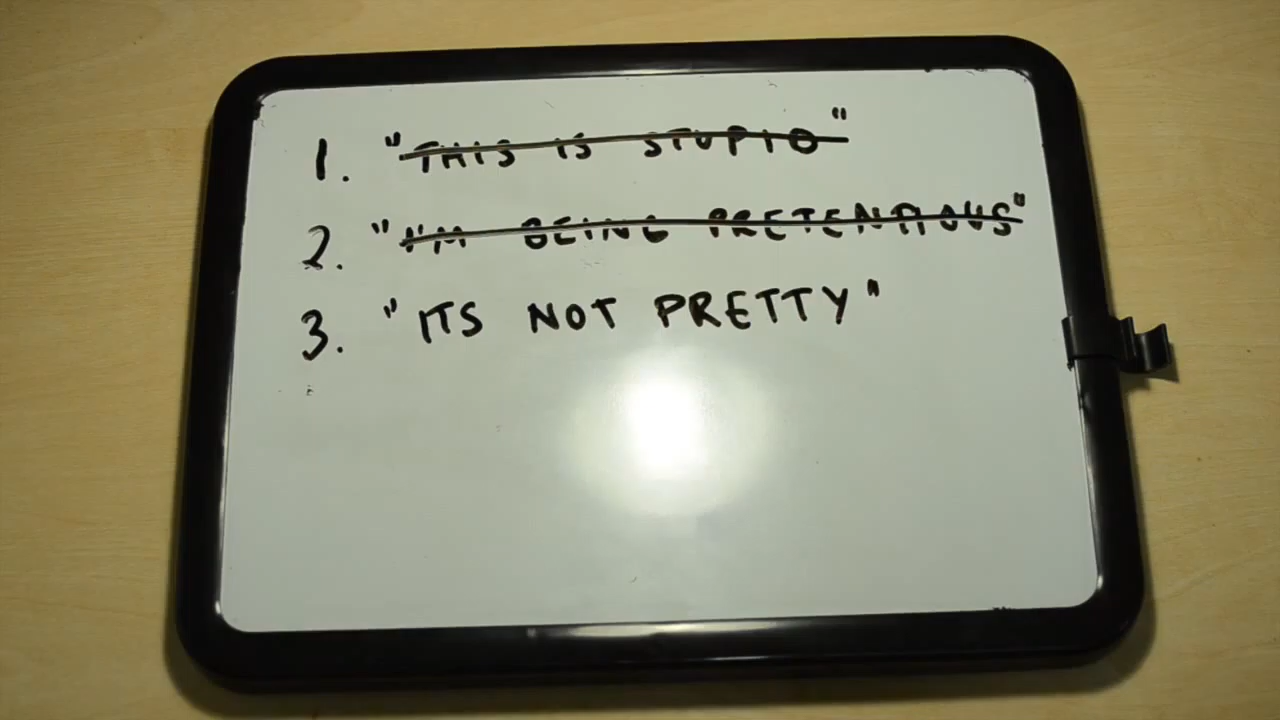 1. "THIS IS STUPID"
2. "I'M BEING PRETENTIOUS"
3. "ITS NOT PRETTY"